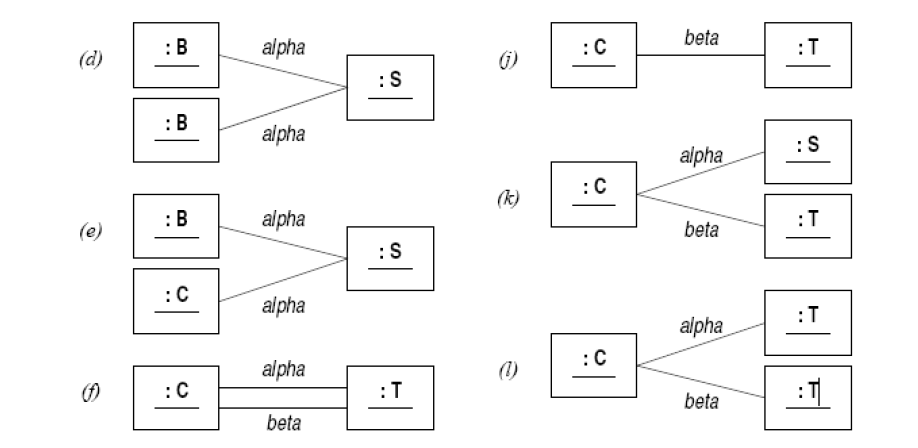 (d)
: B
alpha
: S
: B
alpha
(e)
: B
alpha
: S
: C
alpha
(f)
: C
alpha
: T
beta
(j)
: C
beta
: T
(k)
: C
alpha
: S
beta
: T
(l)
: C
alpha
: T
beta
: T